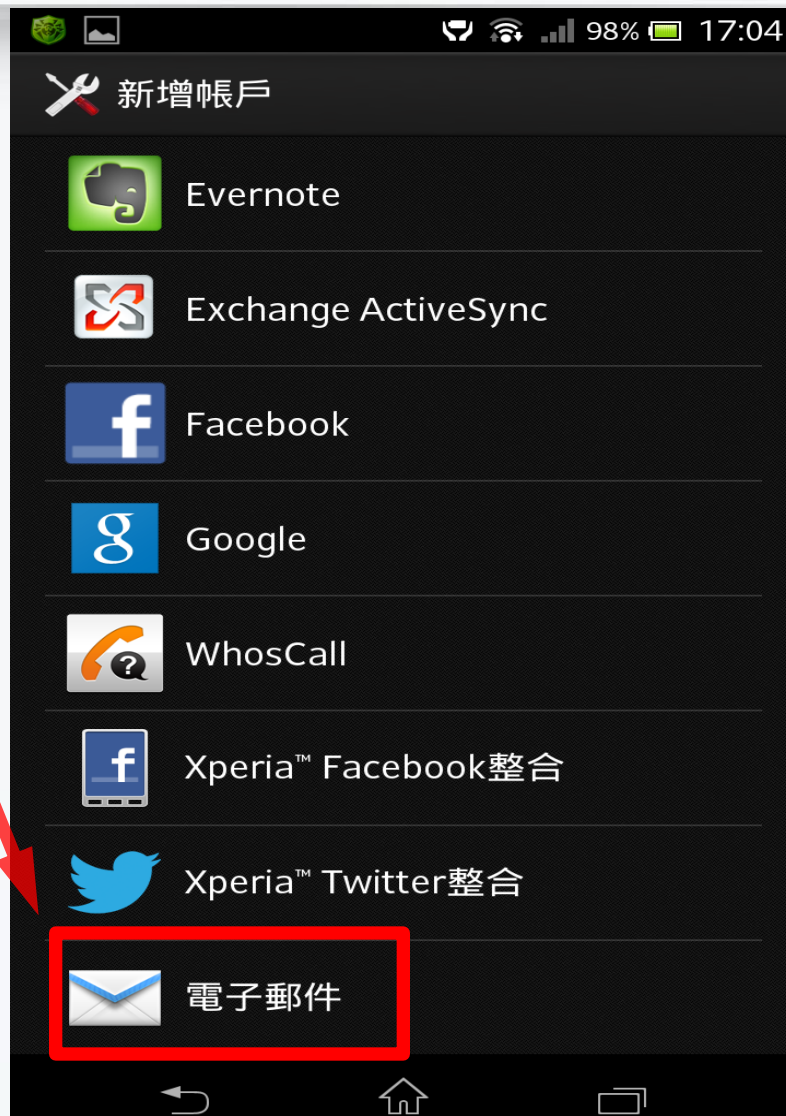 98% 17:04
新增帳戶
Evernote
Exchange ActiveSync
Facebook
Google
WhosCall
Xperia™ Facebook整合
Xperia™ Twitter整合
電子郵件